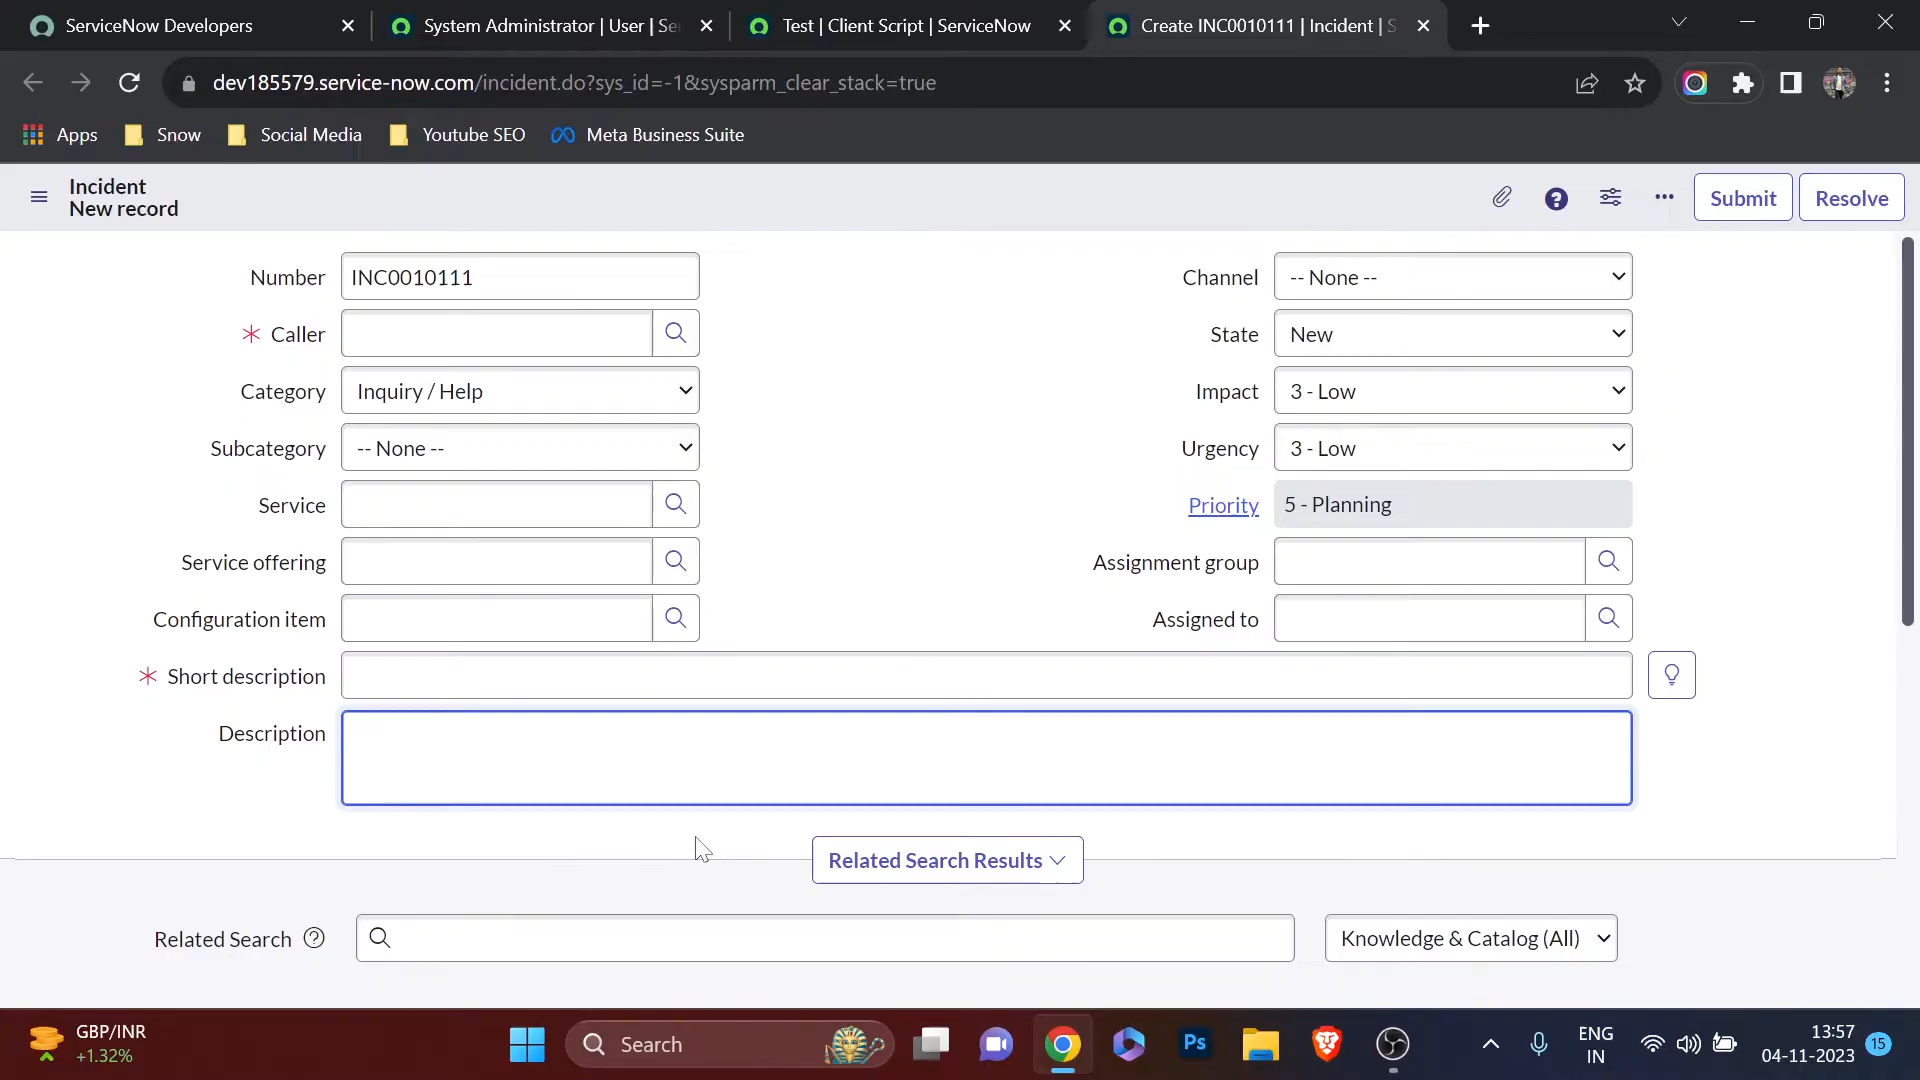 ServiceNow Developers
System Administrator | User | Se
Test | Client Script | ServiceNow
Create INC0010111 | Incident | S
dev185579.service-now.com/incident.do?sys_id=-1&sysparm_clear_stack=true
Apps
Snow
Social Media
Youtube SEO
Meta Business Suite
Incident
New record
Submit
Resolve
Number
INC0010111
Channel
-- None --
* Caller
State
New
Category
Inquiry / Help
Impact
3 - Low
Subcategory
-- None --
Urgency
3 - Low
Service
Priority
5 - Planning
Service offering
Assignment group
Configuration item
Assigned to
* Short description
Description
Related Search Results
Related Search
Knowledge & Catalog (All)
GBP/INR
+1.32%
Search
Ps
ENG
IN
13:57
04-11-2023
15